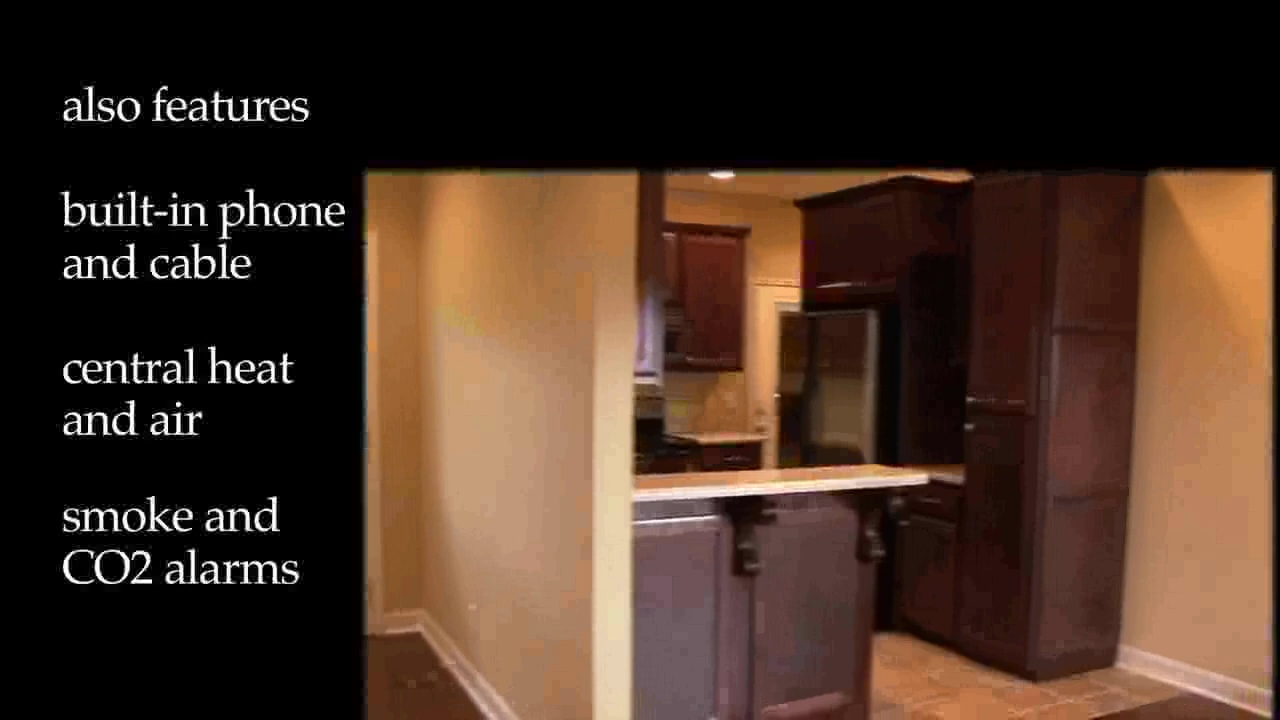 also features
built-in phone
and cable
central heat
and air
smoke and
CO2 alarms